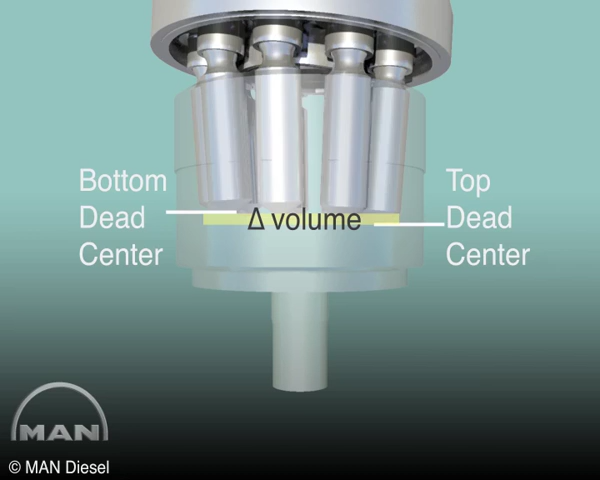 Bottom
Dead
Center
Δ volume
Top
Dead
Center
MAN
© MAN Diesel